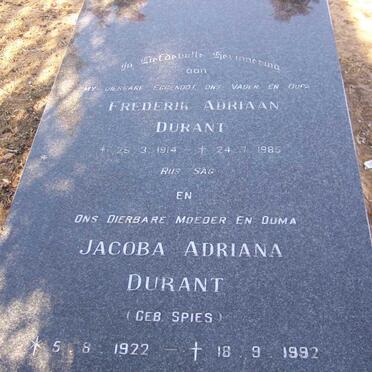 In Liefdevolle Herinnering
aan
My dierbare eggenoot, ons vader en oupa
Frederik Adriaan
Durant
* 25. 3. 1914 – † 24. 7. 1985
Rus sag
en
Ons dierbare moeder en ouma
Jacoba Adriana
Durant
(geb. Spies)
* 5. 8. 1922 – † 18. 9. 1992